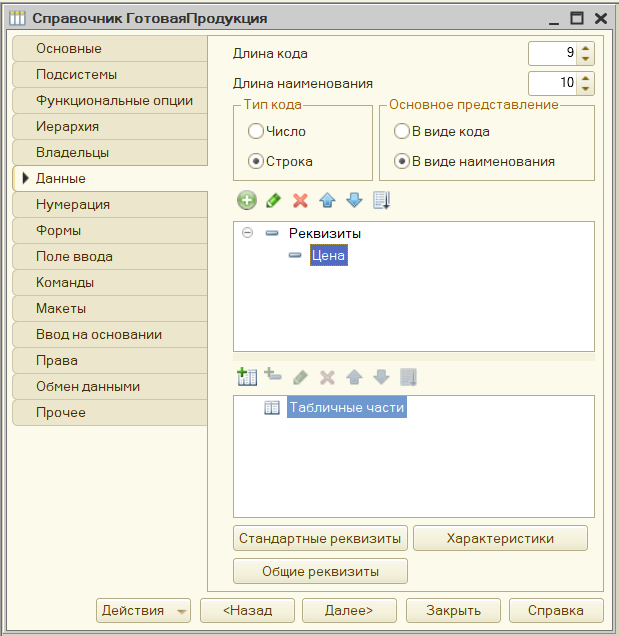 Справочник ГотоваяПродукция
Основные
Подсистемы
Функциональные опции
Иерархия
Владельцы
Данные
Нумерация
Формы
Поле ввода
Команды
Макеты
Ввод на основании
Права
Обмен данными
Прочее
Длина кода 9
Длина наименования 10
Тип кода
Число
Строка
Основное представление
В виде кода
В виде наименования
Реквизиты
Цена
Табличные части
Стандартные реквизиты Характеристики
Общие реквизиты
Действия <Назад Далее> Закрыть Справка